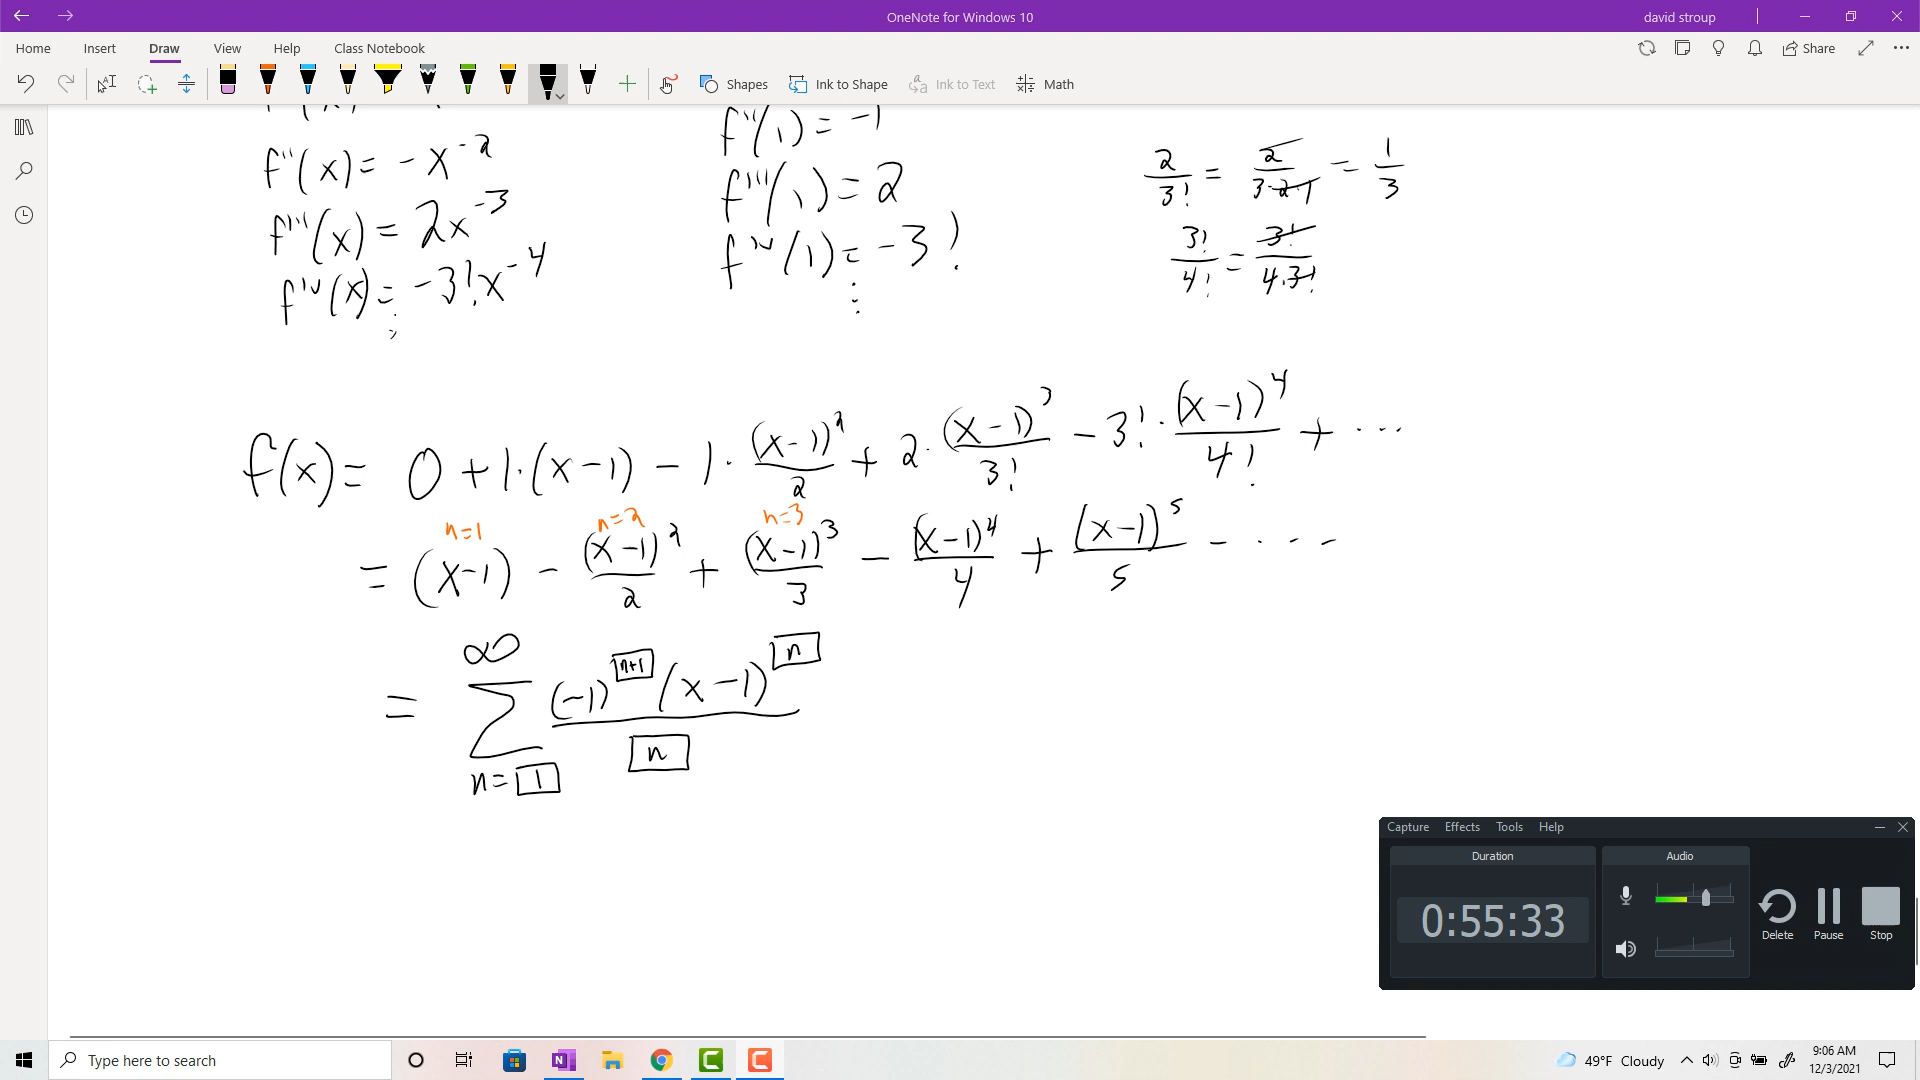 OneNote for Windows 10
david stroup
Home Insert Draw View Help Class Notebook
Share
Shapes Ink to Shape Ink to Text Math
f''(1) = -1
f''(x) = -x^-2
f'''(x) = 2x^-3
f^IV(x) = -3!x^-4
⋮
f'''(1) = 2
f^IV(1) = -3!
⋮
2/3! = 2/(3·2·1) = 1/3
3!/4! = 3!/(4·3!)
f(x) = 0 + 1·(x-1) - 1·(x-1)^2/2 + 2·(x-1)^3/3! - 3!·(x-1)^4/4! + ...
n=1 n=2 n=3
= (x-1) - (x-1)^2/2 + (x-1)^3/3 - (x-1)^4/4 + (x-1)^5/5 - ....
∞
= Σ (-1)^n+1 (x-1)^n / n
n=1
Capture Effects Tools Help
Duration
Audio
0:55:33
Delete Pause Stop
Type here to search
49°F Cloudy
9:06 AM
12/3/2021